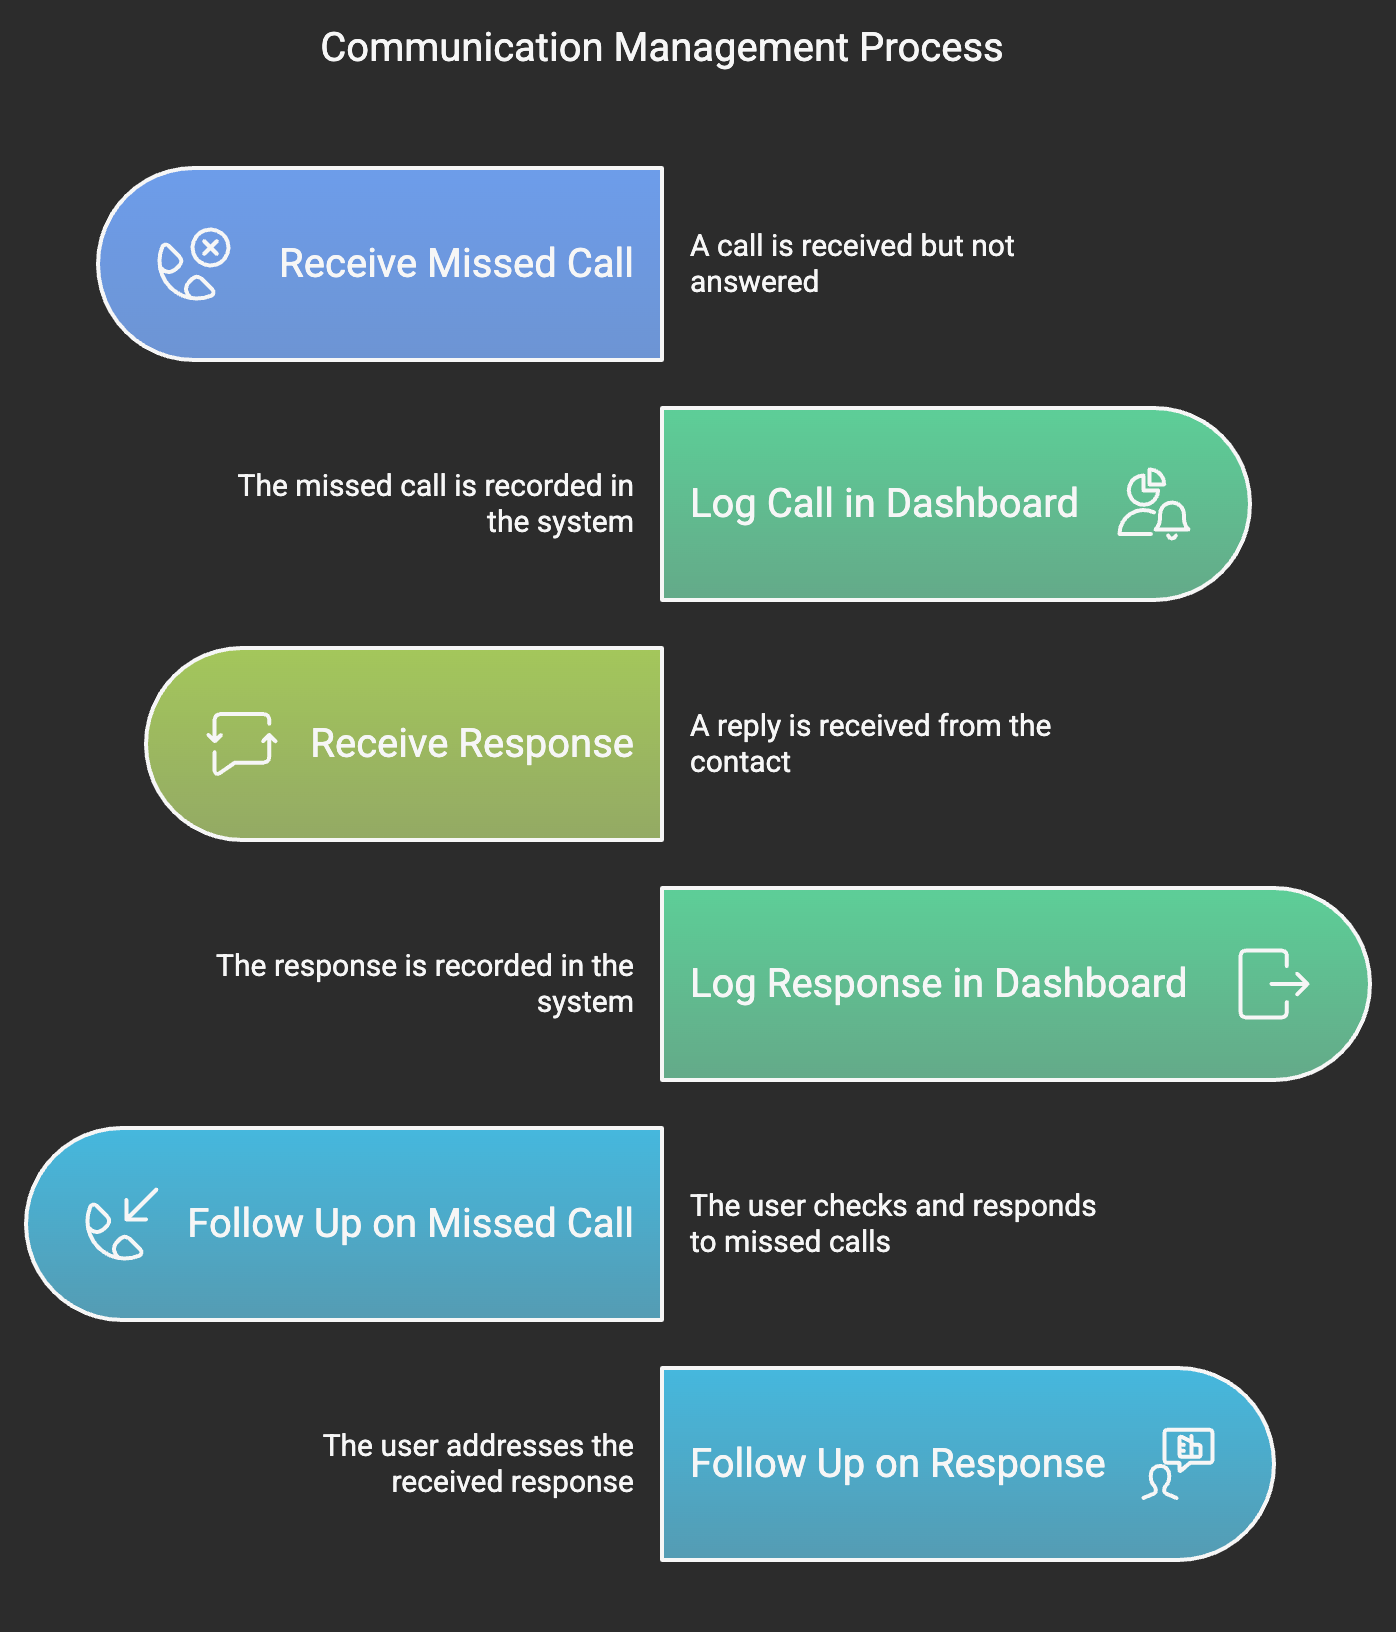 Communication Management Process
Receive Missed Call
A call is received but not
answered
The missed call is recorded in
the system
Log Call in Dashboard
Receive Response
A reply is received from the
contact
The response is recorded in the
system
Log Response in Dashboard
Follow Up on Missed Call
The user checks and responds
to missed calls
The user addresses the
received response
Follow Up on Response